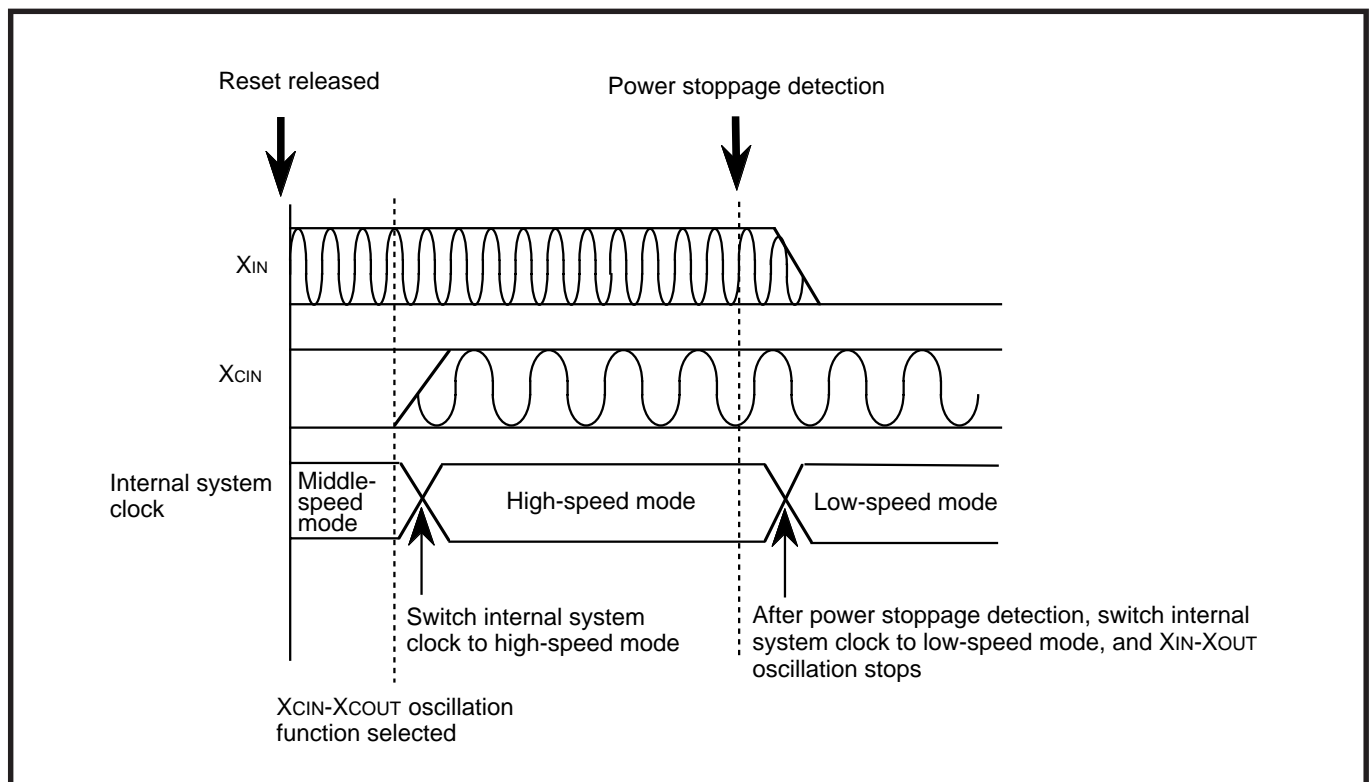 Reset released
Power stoppage detection
XIN
XCIN
Internal system
clock
Middle-
speed
mode
High-speed mode
Low-speed mode
Switch internal system
clock to high-speed mode
After power stoppage detection, switch internal
system clock to low-speed mode, and XIN-XOUT
oscillation stops
XCIN-XCOUT oscillation
function selected